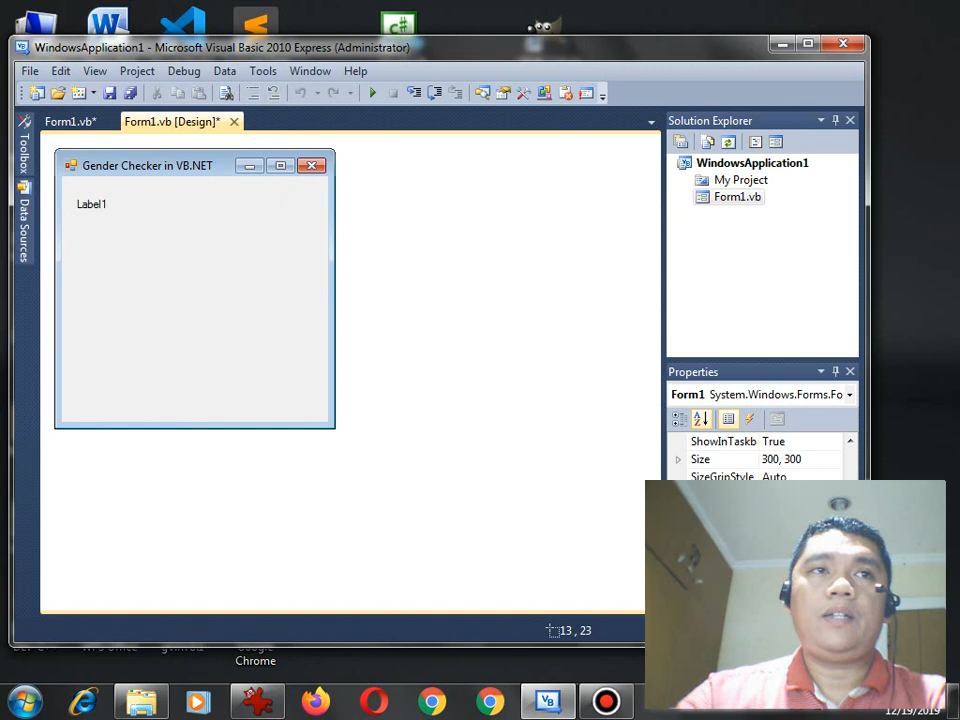 WindowsApplication1 - Microsoft Visual Basic 2010 Express (Administrator)
File Edit View Project Debug Data Tools Window Help
Form1.vb* Form1.vb [Design]*
Toolbox
Data Sources
Gender Checker in VB.NET
Label1
Solution Explorer
WindowsApplication1
My Project
Form1.vb
Properties
Form1 System.Windows.Forms.Fo
ShowInTaskb True
Size 300, 300
SizeGripStyle Auto
13 , 23
Chrome
12/19/2019